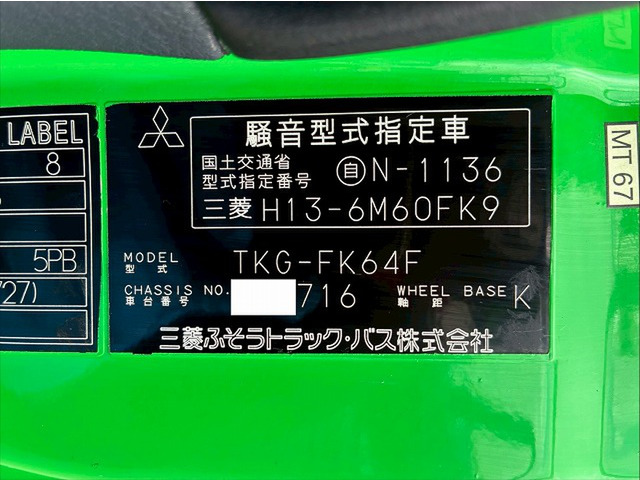 LABEL
8
5PB
727)
騒音型式指定車
国土交通省
型式指定番号 自 N-1136
三菱 H13-6M60FK9
MODEL
型式 TKG-FK64F
CHASSIS NO. 716 WHEEL BASE K
車台番号 軸距
三菱ふそうトラック・バス株式会社
MT 67